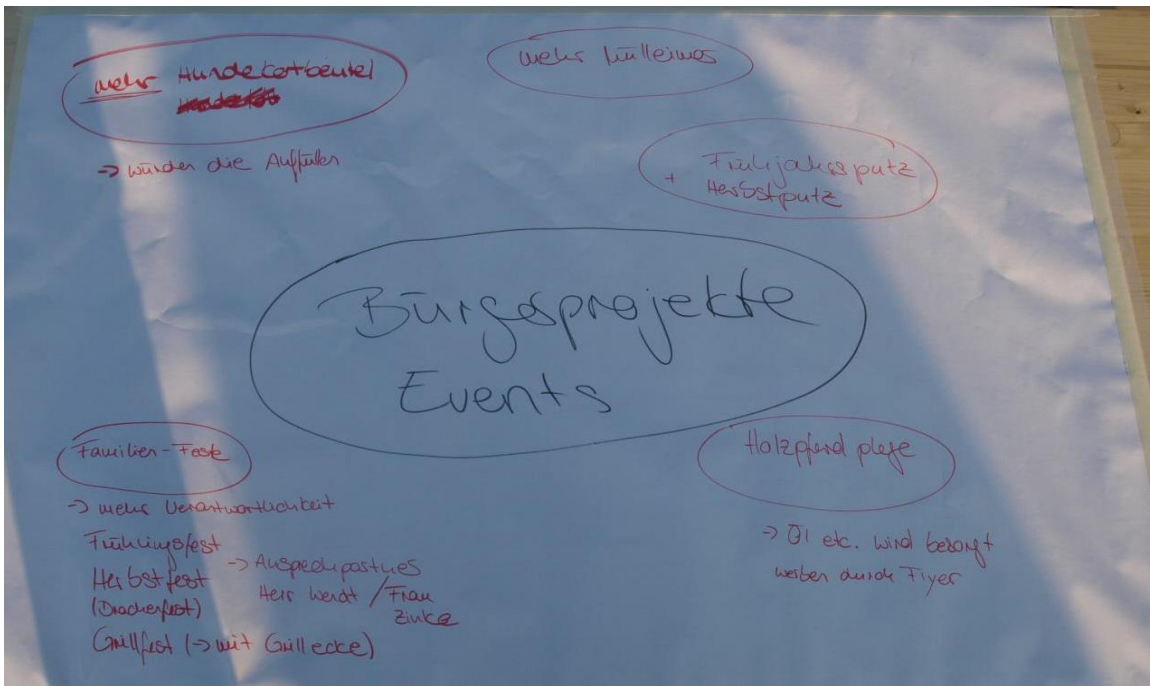 mehr Hundekotbeutel
→ würden die Auffüllen
mehr Mülleimer
Frühjahrsputz
+ Herbstputz
Bürgerprojekte
Events
Familien-Feste
→ mehr Verantwortlichkeit
Frühlingsfest
Herbstfest
(Drachenfest)
→ Ansprechpartner
Herr Wendt / Frau
Zinke
Grillfest (→ mit Grillecke)
Holzpferd pflege
→ Öl etc. wird besorgt
werben durch Flyer